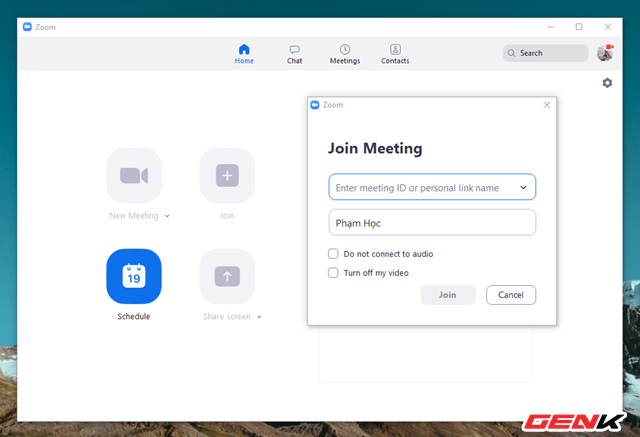 Zoom
Home
Chat
Meetings
Contacts
Search
Zoom
Join Meeting
Enter meeting ID or personal link name
Phạm Học
Do not connect to audio
Turn off my video
Join
Cancel
New Meeting
Join
19
Schedule
Share screen
GENK